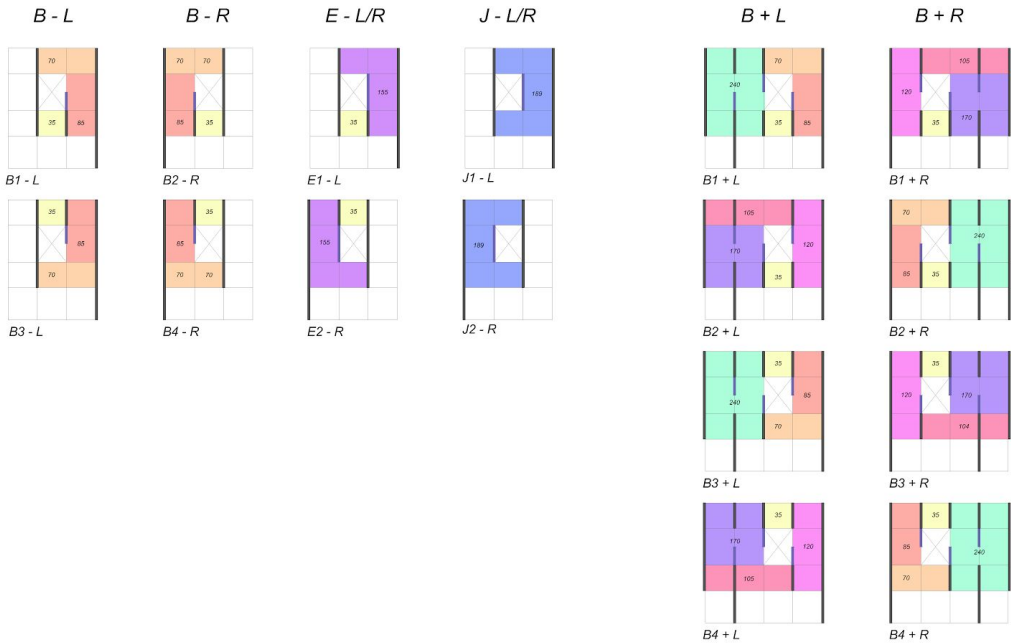 B - L B - R E - L/R J - L/R B + L B + R
70 70 70 70 105
155 189 240 120
35 85 85 35 35 35 85 35 170
B1 - L B2 - R E1 - L J1 - L B1 + L B1 + R
35 35 35 105 70
85 85 155 189 170 120 240
70 70 70 35 85 35
B3 - L B4 - R E2 - R J2 - R B2 + L B2 + R
35 35
240 85 120 170
70 104
B3 + L B3 + R
35 35
170 120 85 240
105 70
B4 + L B4 + R